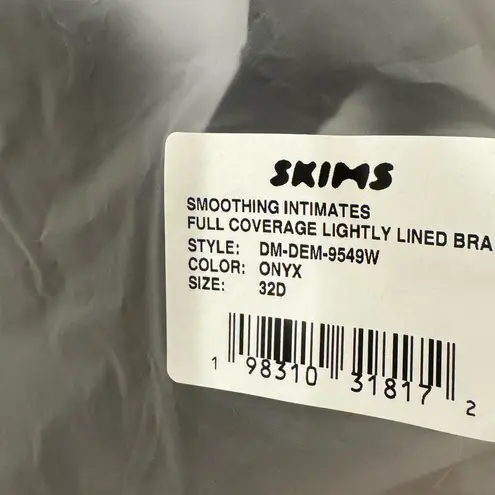 SKIMS
SMOOTHING INTIMATES
FULL COVERAGE LIGHTLY LINED BRA
STYLE: DM-DEM-9549W
COLOR: ONYX
SIZE: 32D
1 98310 31817 2